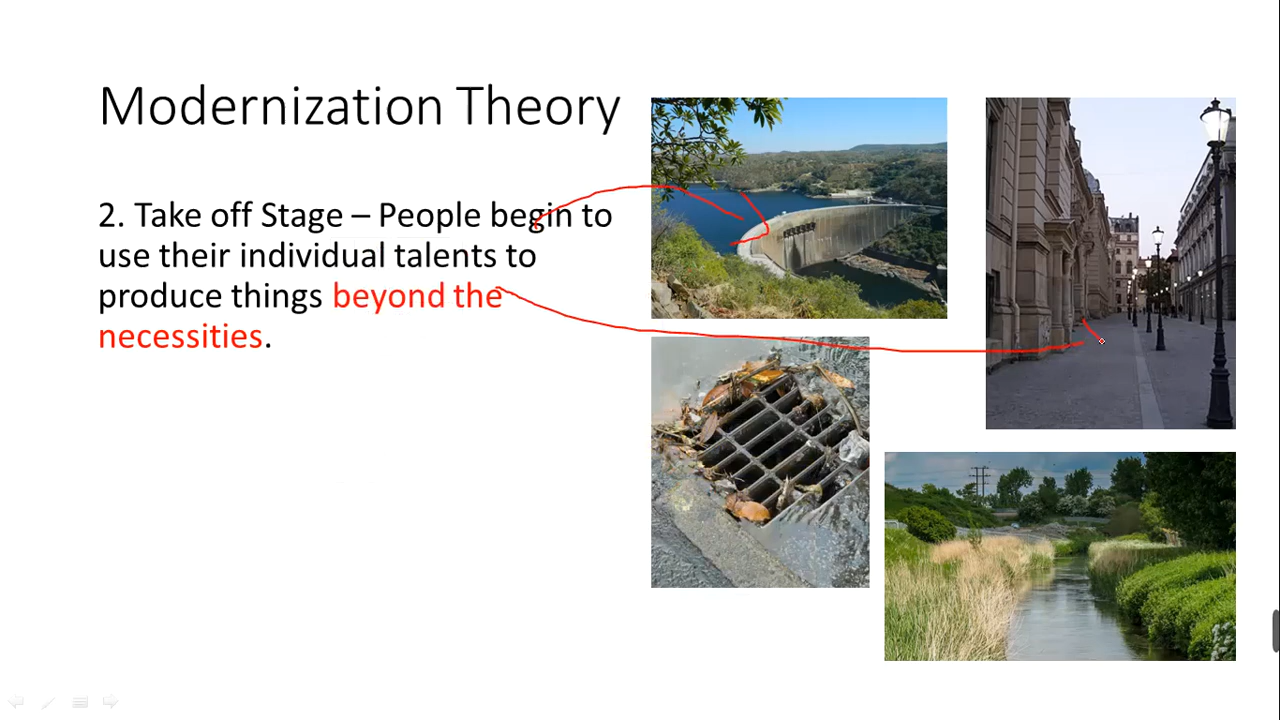 Modernization Theory
2. Take off Stage – People begin to
use their individual talents to
produce things beyond the
necessities.